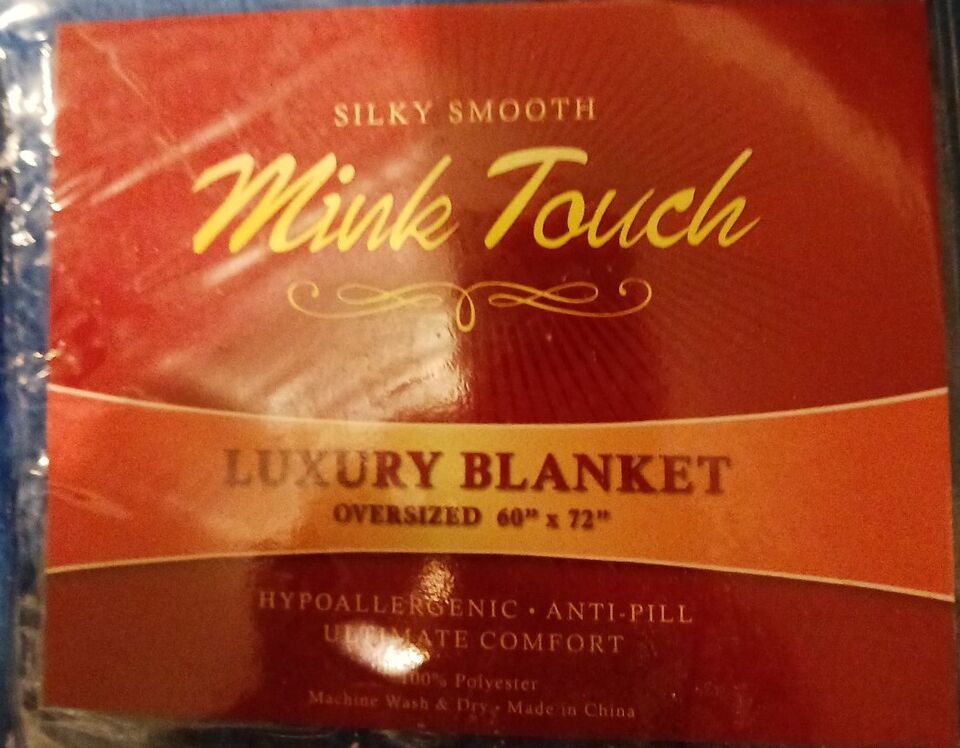 SILKY SMOOTH
Mink Touch
LUXURY BLANKET
OVERSIZED 60" x 72"
HYPOALLERGENIC • ANTI-PILL
ULTIMATE COMFORT
100% Polyester
Machine Wash & Dry • Made in China